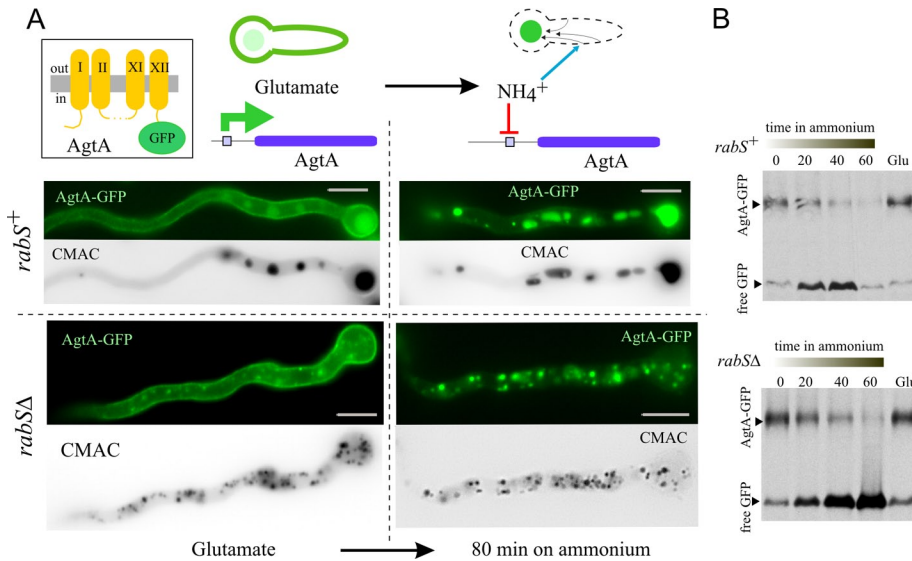 A
B
out
in
I
II
XI
XII
GFP
AgtA
Glutamate
NH4+
AgtA
AgtA
rabS+
AgtA-GFP
CMAC
AgtA-GFP
CMAC
rabSΔ
AgtA-GFP
CMAC
AgtA-GFP
CMAC
Glutamate
80 min on ammonium
time in ammonium
rabS+
0 20 40 60 Glu
AgtA-GFP
free GFP
time in ammonium
rabSΔ
0 20 40 60 Glu
AgtA-GFP
free GFP